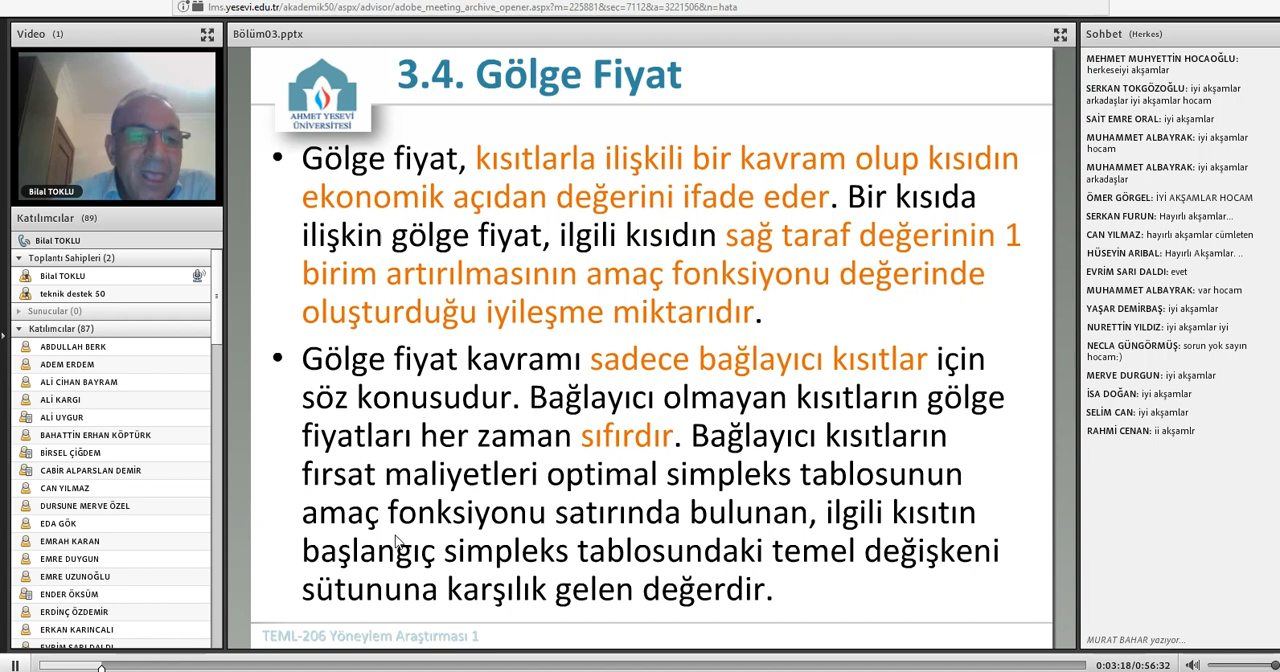 lms.yesevi.edu.tr/akademik50/aspx/advisor/adobe_meeting_archive_opener.aspx?m=225881&sec=7112&a=3221506&n=hata
Video (1)
Bilal TOKLU
Katılımcılar (89)
Bilal TOKLU
Toplantı Sahipleri (2)
Bilal TOKLU
teknik destek 50
Sunucular (0)
Katılımcılar (87)
ABDULLAH BERK
ADEM ERDEM
ALİ CİHAN BAYRAM
ALİ KARGI
ALİ UYGUR
BAHATTİN ERHAN KÖPTÜRK
BİRSEL ÇİĞDEM
CABİR ALPARSLAN DEMİR
CAN YILMAZ
DURSUNE MERVE ÖZEL
EDA GÖK
EMRAH KARAN
EMRE DUYGUN
EMRE UZUNOĞLU
ENDER ÖKSÜM
ERDİNÇ ÖZDEMİR
ERKAN KARINCALI
EVRİM SARI DALDI
Bölüm03.pptx
AHMET YESEVİ
ÜNİVERSİTESİ
3.4. Gölge Fiyat
• Gölge fiyat, kısıtlarla ilişkili bir kavram olup kısıdın
ekonomik açıdan değerini ifade eder. Bir kısıda
ilişkin gölge fiyat, ilgili kısıdın sağ taraf değerinin 1
birim artırılmasının amaç fonksiyonu değerinde
oluşturduğu iyileşme miktarıdır.
• Gölge fiyat kavramı sadece bağlayıcı kısıtlar için
söz konusudur. Bağlayıcı olmayan kısıtların gölge
fiyatları her zaman sıfırdır. Bağlayıcı kısıtların
fırsat maliyetleri optimal simpleks tablosunun
amaç fonksiyonu satırında bulunan, ilgili kısıtın
başlangıç simpleks tablosundaki temel değişkeni
sütununa karşılık gelen değerdir.
TEML-206 Yöneylem Araştırması 1
Sohbet (Herkes)
MEHMET MUHYETTİN HOCAOĞLU:
herkeseiyi akşamlar
SERKAN TOKGÖZOĞLU: iyi akşamlar
arkadaşlar iyi akşamlar hocam
SAİT EMRE ORAL: iyi akşamlar
MUHAMMET ALBAYRAK: iyi akşamlar
hocam
MUHAMMET ALBAYRAK: iyi akşamlar
arkadaşlar
ÖMER GÖRGEL: İYİ AKŞAMLAR HOCAM
SERKAN FURUN: Hayırlı akşamlar...
CAN YILMAZ: hayırlı akşamlar cümleten
HÜSEYİN ARIBAL: Hayırlı Akşamlar. ..
EVRİM SARI DALDI: evet
MUHAMMET ALBAYRAK: var hocam
YAŞAR DEMİRBAŞ: iyi akşamlar
NURETTİN YILDIZ: iyi akşamlar iyi
NECLA GÜNGÖRMÜŞ: sorun yok sayın
hocam:)
MERVE DURGUN: iyi akşamlar
İSA DOĞAN: iyi akşamlar
SELİM CAN: iyi akşamlar
RAHMİ CENAN: ii akşamlr
MURAT BAHAR yazıyor...
0:03:18/0:56:32